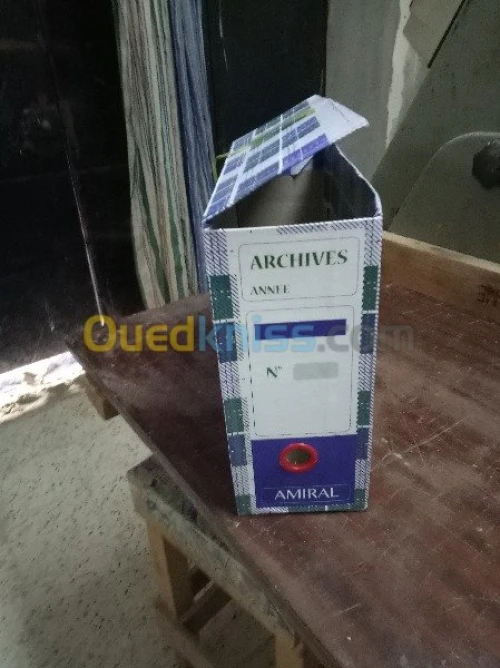 ARCHIVES
ANNEE
Ouedkniss.com
N°
AMIRAL